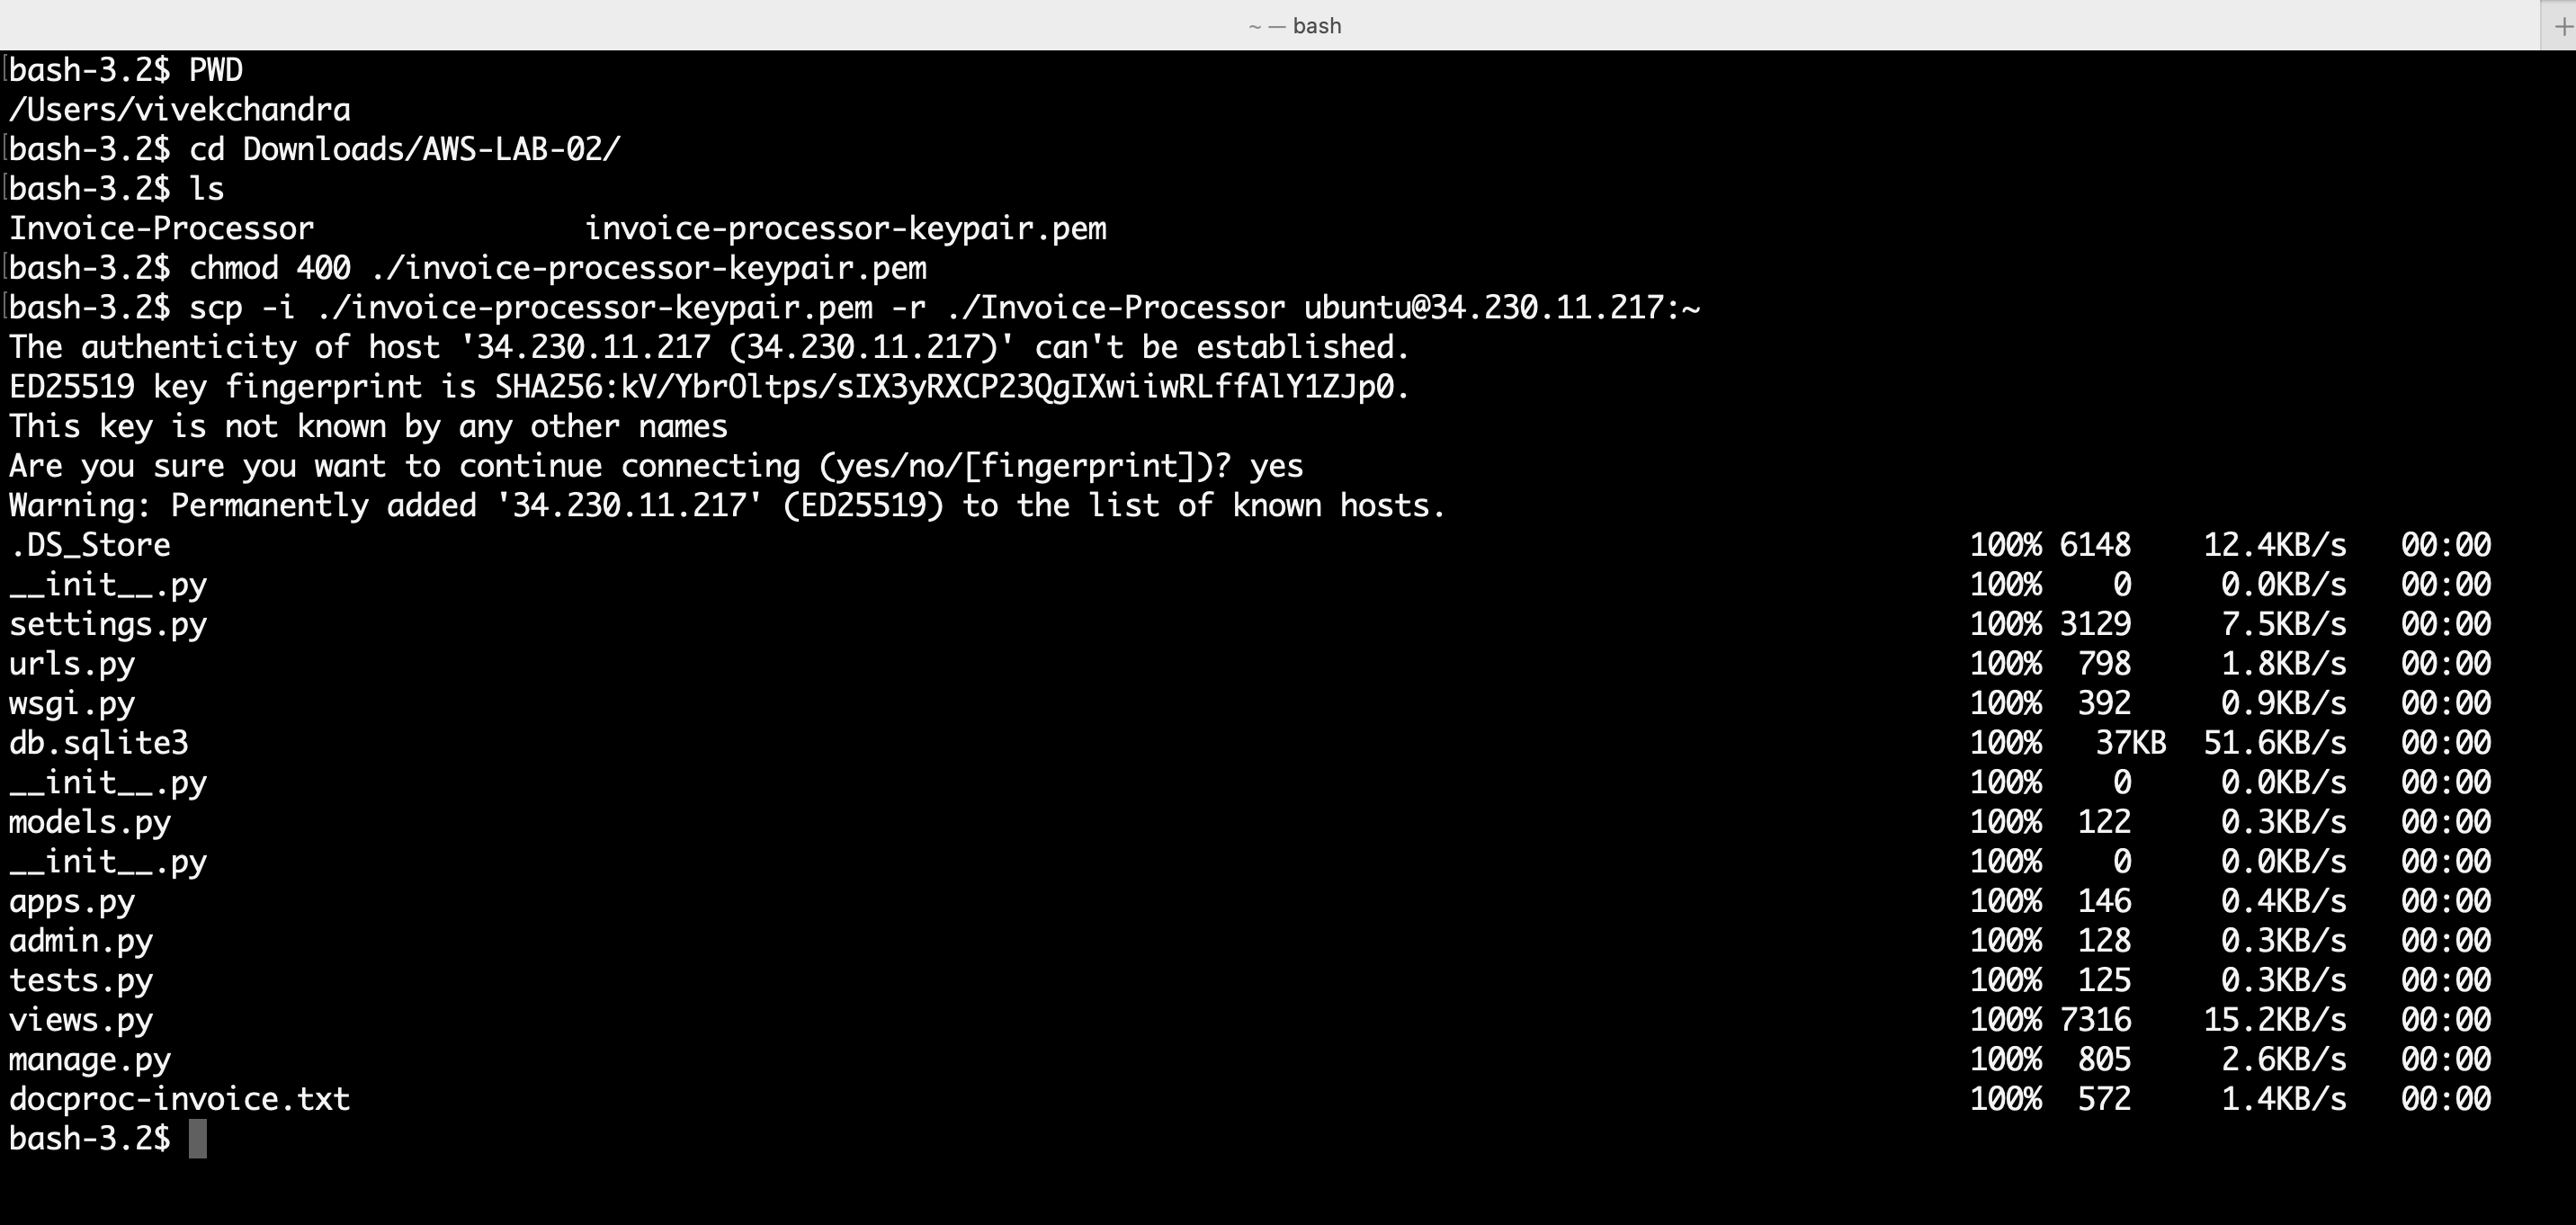 ~ — bash
+
bash-3.2$ PWD
/Users/vivekchandra
bash-3.2$ cd Downloads/AWS-LAB-02/
bash-3.2$ ls
Invoice-Processor invoice-processor-keypair.pem
bash-3.2$ chmod 400 ./invoice-processor-keypair.pem
bash-3.2$ scp -i ./invoice-processor-keypair.pem -r ./Invoice-Processor ubuntu@34.230.11.217:~
The authenticity of host '34.230.11.217 (34.230.11.217)' can't be established.
ED25519 key fingerprint is SHA256:kV/YbrOltps/sIX3yRXCP23QgIXwiiwRLffAlY1ZJp0.
This key is not known by any other names
Are you sure you want to continue connecting (yes/no/[fingerprint])? yes
Warning: Permanently added '34.230.11.217' (ED25519) to the list of known hosts.
.DS_Store 100% 6148 12.4KB/s 00:00
__init__.py 100% 0 0.0KB/s 00:00
settings.py 100% 3129 7.5KB/s 00:00
urls.py 100% 798 1.8KB/s 00:00
wsgi.py 100% 392 0.9KB/s 00:00
db.sqlite3 100% 37KB 51.6KB/s 00:00
__init__.py 100% 0 0.0KB/s 00:00
models.py 100% 122 0.3KB/s 00:00
__init__.py 100% 0 0.0KB/s 00:00
apps.py 100% 146 0.4KB/s 00:00
admin.py 100% 128 0.3KB/s 00:00
tests.py 100% 125 0.3KB/s 00:00
views.py 100% 7316 15.2KB/s 00:00
manage.py 100% 805 2.6KB/s 00:00
docproc-invoice.txt 100% 572 1.4KB/s 00:00
bash-3.2$